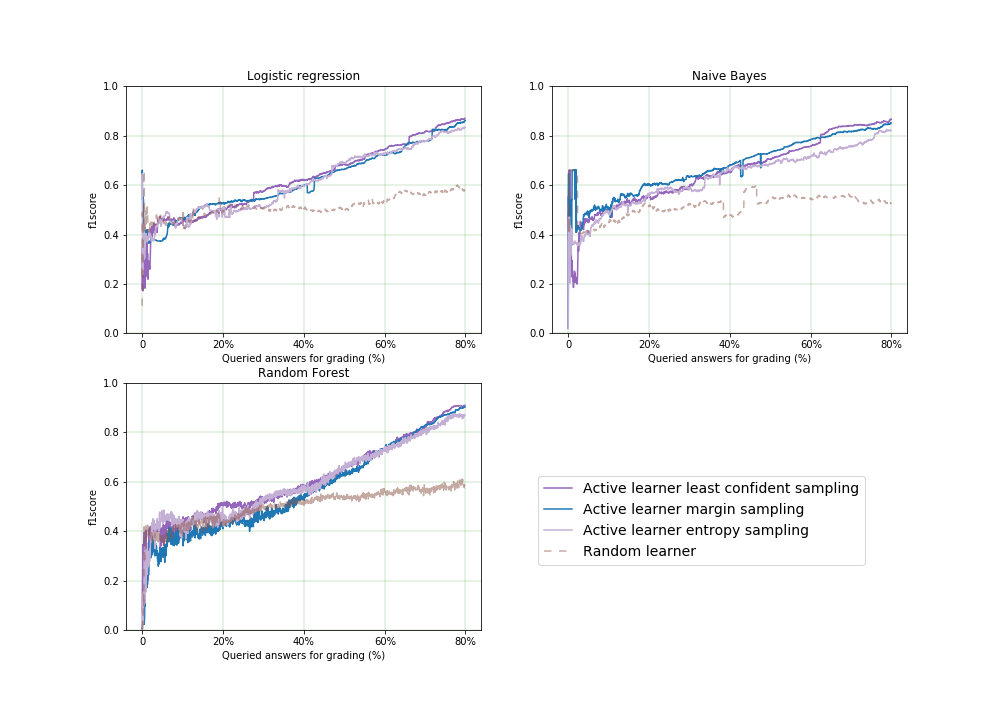 Logistic regression
1.0
0.8
0.6
0.4
0.2
0.0
f1score
0 20% 40% 60% 80%
Queried answers for grading (%)
Naive Bayes
1.0
0.8
0.6
0.4
0.2
0.0
f1score
0 20% 40% 60% 80%
Queried answers for grading (%)
Random Forest
1.0
0.8
0.6
0.4
0.2
0.0
f1score
0 20% 40% 60% 80%
Queried answers for grading (%)
Active learner least confident sampling
Active learner margin sampling
Active learner entropy sampling
Random learner